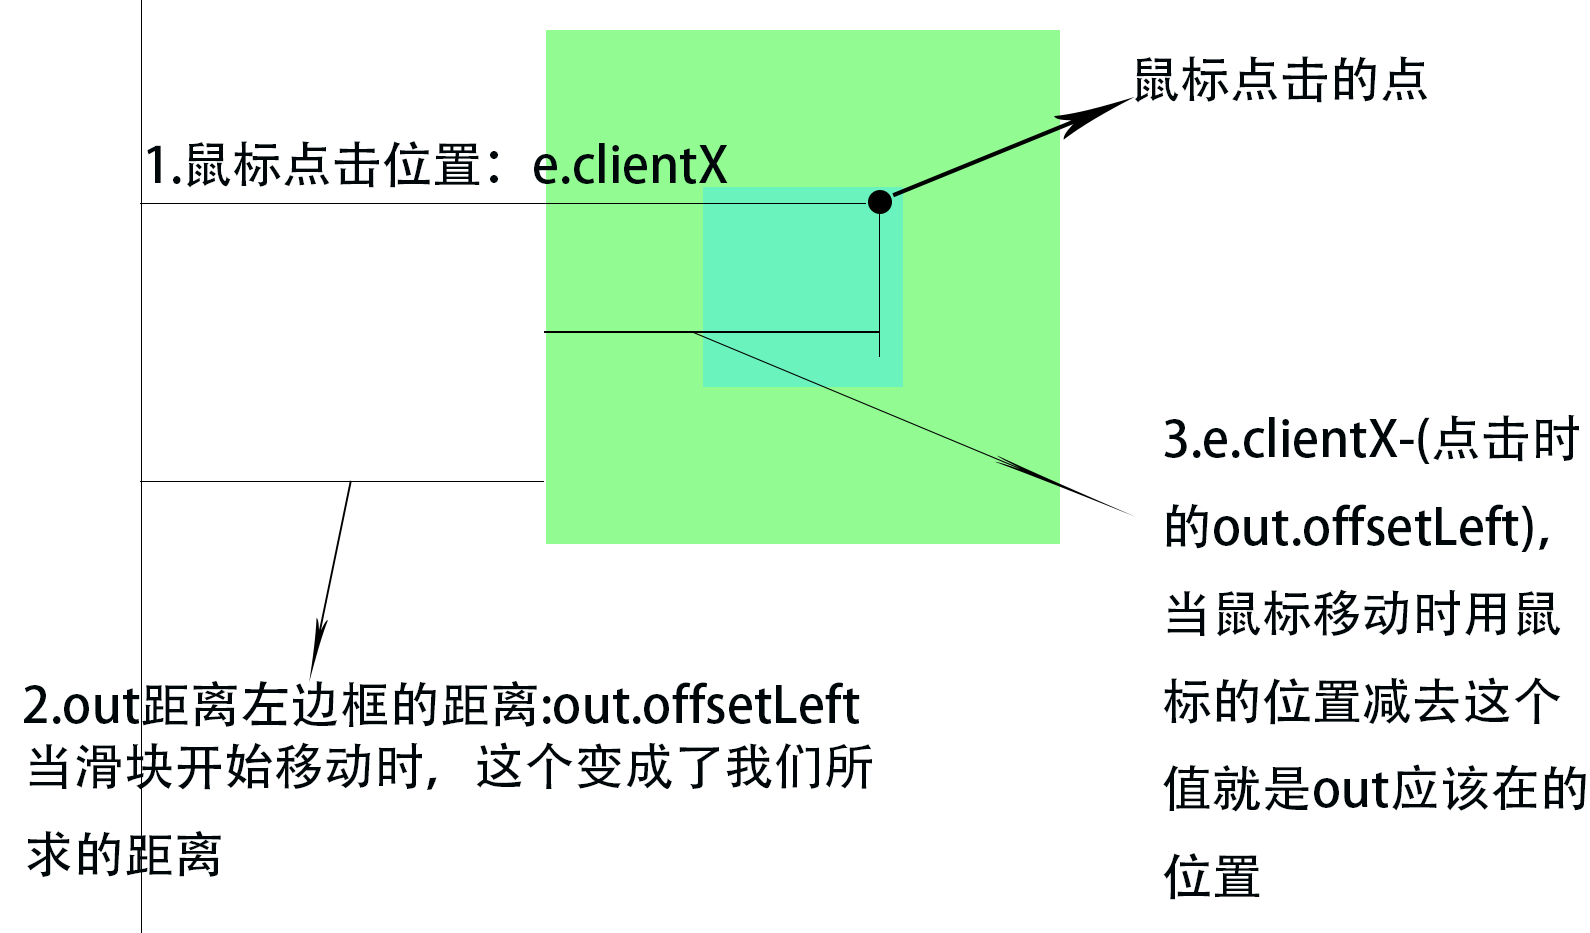 鼠标点击的点
1.鼠标点击位置：e.clientX
2.out距离左边框的距离:out.offsetLeft
当滑块开始移动时，这个变成了我们所
求的距离
3.e.clientX-(点击时
的out.offsetLeft),
当鼠标移动时用鼠
标的位置减去这个
值就是out应该在的
位置